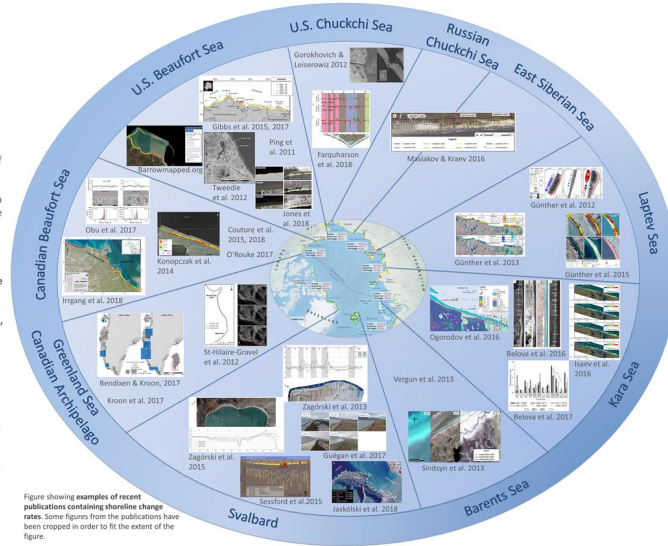 U.S. Chuckchi Sea
Russian
Chuckchi Sea
East Siberian Sea
Laptev Sea
Kara Sea
Barents Sea
Svalbard
Greenland Sea
Canadian Archipelago
Canadian Beaufort Sea
U.S. Beaufort Sea
Gorokhovich &
Leiserowiz 2012
Farquharson
et al. 2018
Maslakov & Kraev 2016
Günther et al. 2012
Günther et al. 2013
Günther et al. 2015
Ogorodov et al. 2016
Belova et al. 2016
Isaev et al.
2016
Belova et al. 2017
Vergun et al. 2013
Sinitsyn et al. 2013
Zagórski et al. 2013
Guégan et al. 2017
Zagórski et al.
2015
Sessford et al.2015
Jaskólski et al. 2018
St-Hilaire-Gravel
et al. 2012
Bendixen & Kroon, 2017
Kroon et al. 2017
Obu et al. 2017
Irrgang et al. 2018
Konopczak et al.
2014
Couture et al.
2015, 2018
O'Rouke 2017
Gibbs et al. 2015, 2017
Barrowmapped.org
Tweedie
et al. 2012
Ping et
al. 2011
Jones et
al. 2018
Figure showing examples of recent
publications containing shoreline change
rates. Some figures from the publications have
been cropped in order to fit the extent of the
figure.